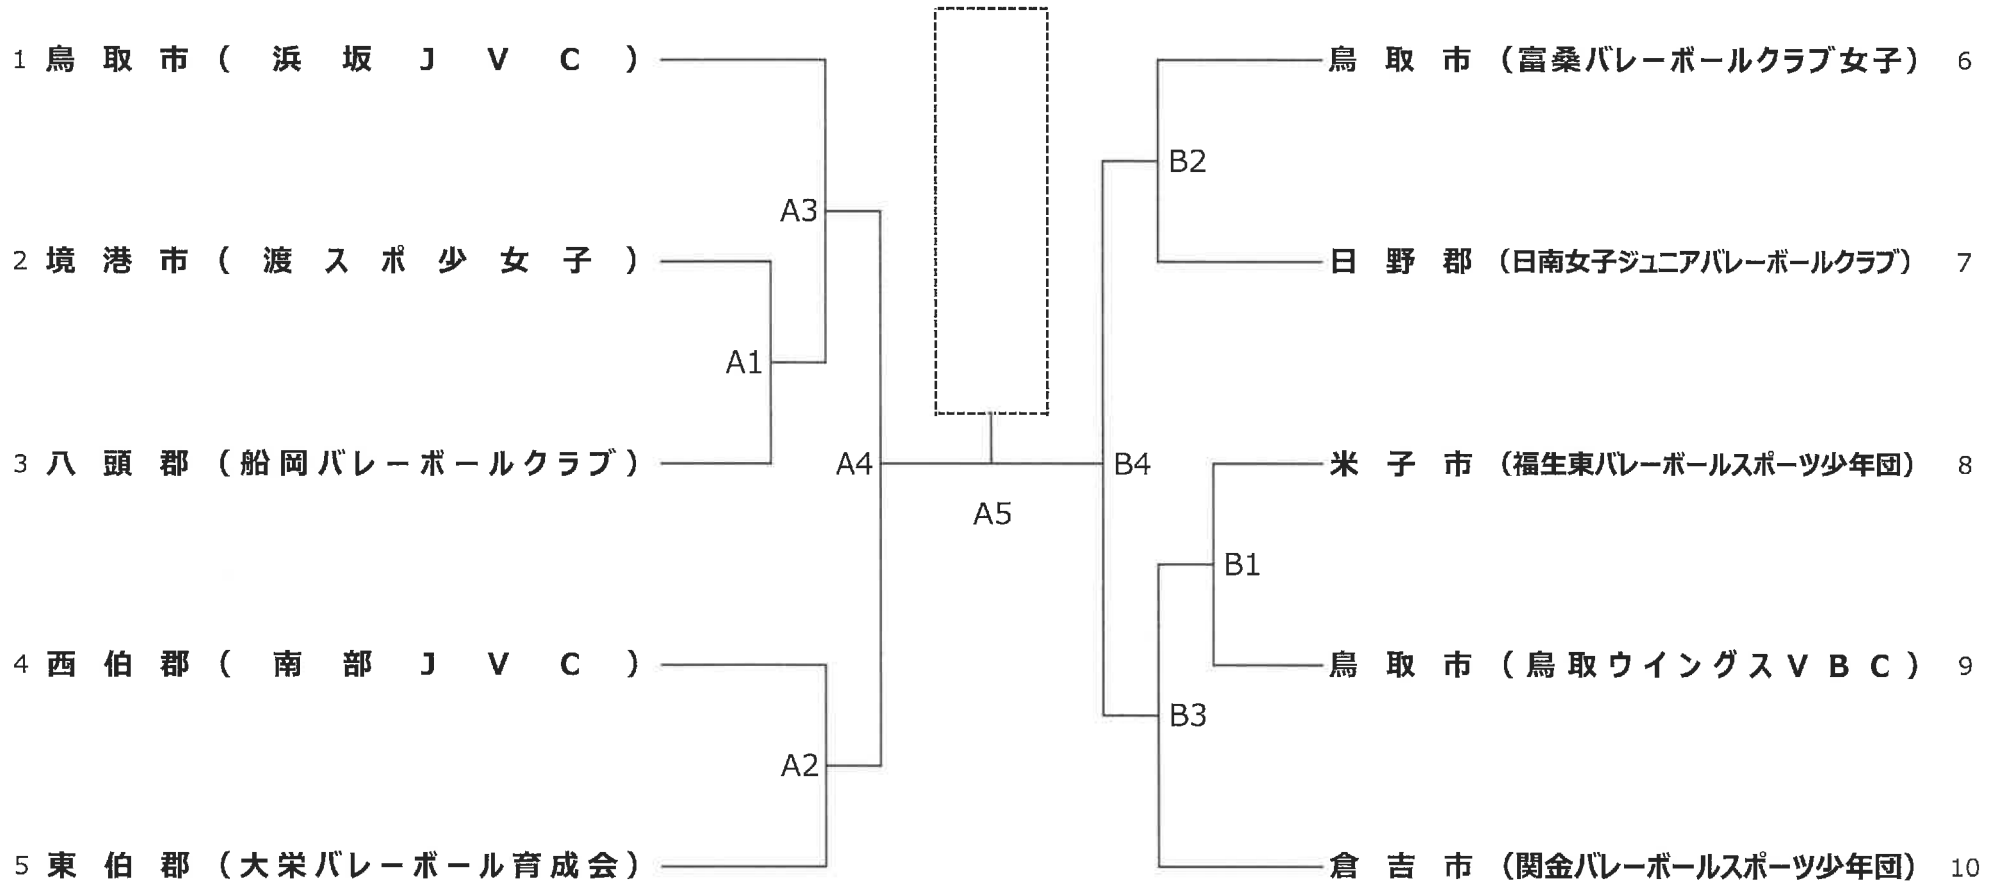 1 鳥取市(浜坂JVC)
A3
2 境港市(渡スポ少女子)
A1
3 八頭郡(船岡バレーボールクラブ)
A4
4 西伯郡(南部JVC)
A2
5 東伯郡(大栄バレーボール育成会)
A5
鳥取市(富桑バレーボールクラブ女子) 6
B2
日野郡(日南女子ジュニアバレーボールクラブ) 7
B4
米子市(福生東バレーボールスポーツ少年団) 8
B1
鳥取市(鳥取ウイングスVBC) 9
B3
倉吉市(関金バレーボールスポーツ少年団) 10